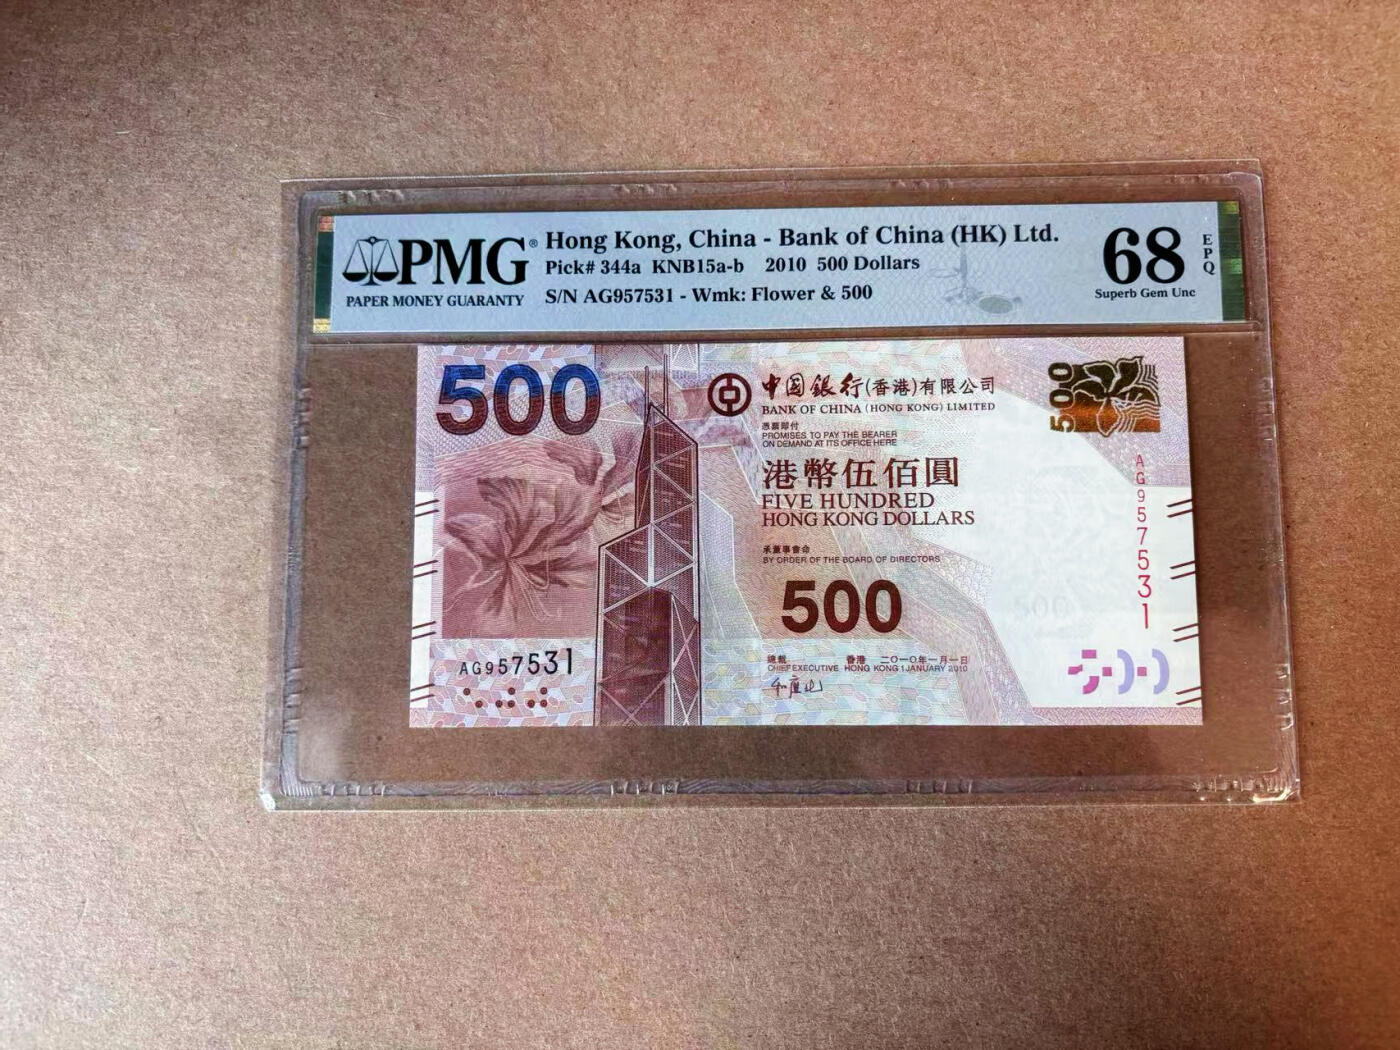 PMG®
PAPER MONEY GUARANTY
Hong Kong, China - Bank of China (HK) Ltd.
Pick# 344a KNB15a-b 2010 500 Dollars
S/N AG957531 - Wmk: Flower & 500
68
EPQ
Superb Gem Unc
500
中
中国銀行(香港)有限公司
BANK OF CHINA (HONG KONG) LIMITED
憑票即付
PROMISES TO PAY THE BEARER
ON DEMAND AT ITS OFFICE HERE
港幣伍佰圓
FIVE HUNDRED
HONG KONG DOLLARS
承董事會命
BY ORDER OF THE BOARD OF DIRECTORS
500
總裁 香港 二〇一〇年一月一日
CHIEF EXECUTIVE HONG KONG 1 JANUARY 2010
500
AG957531
500
AG957531
500